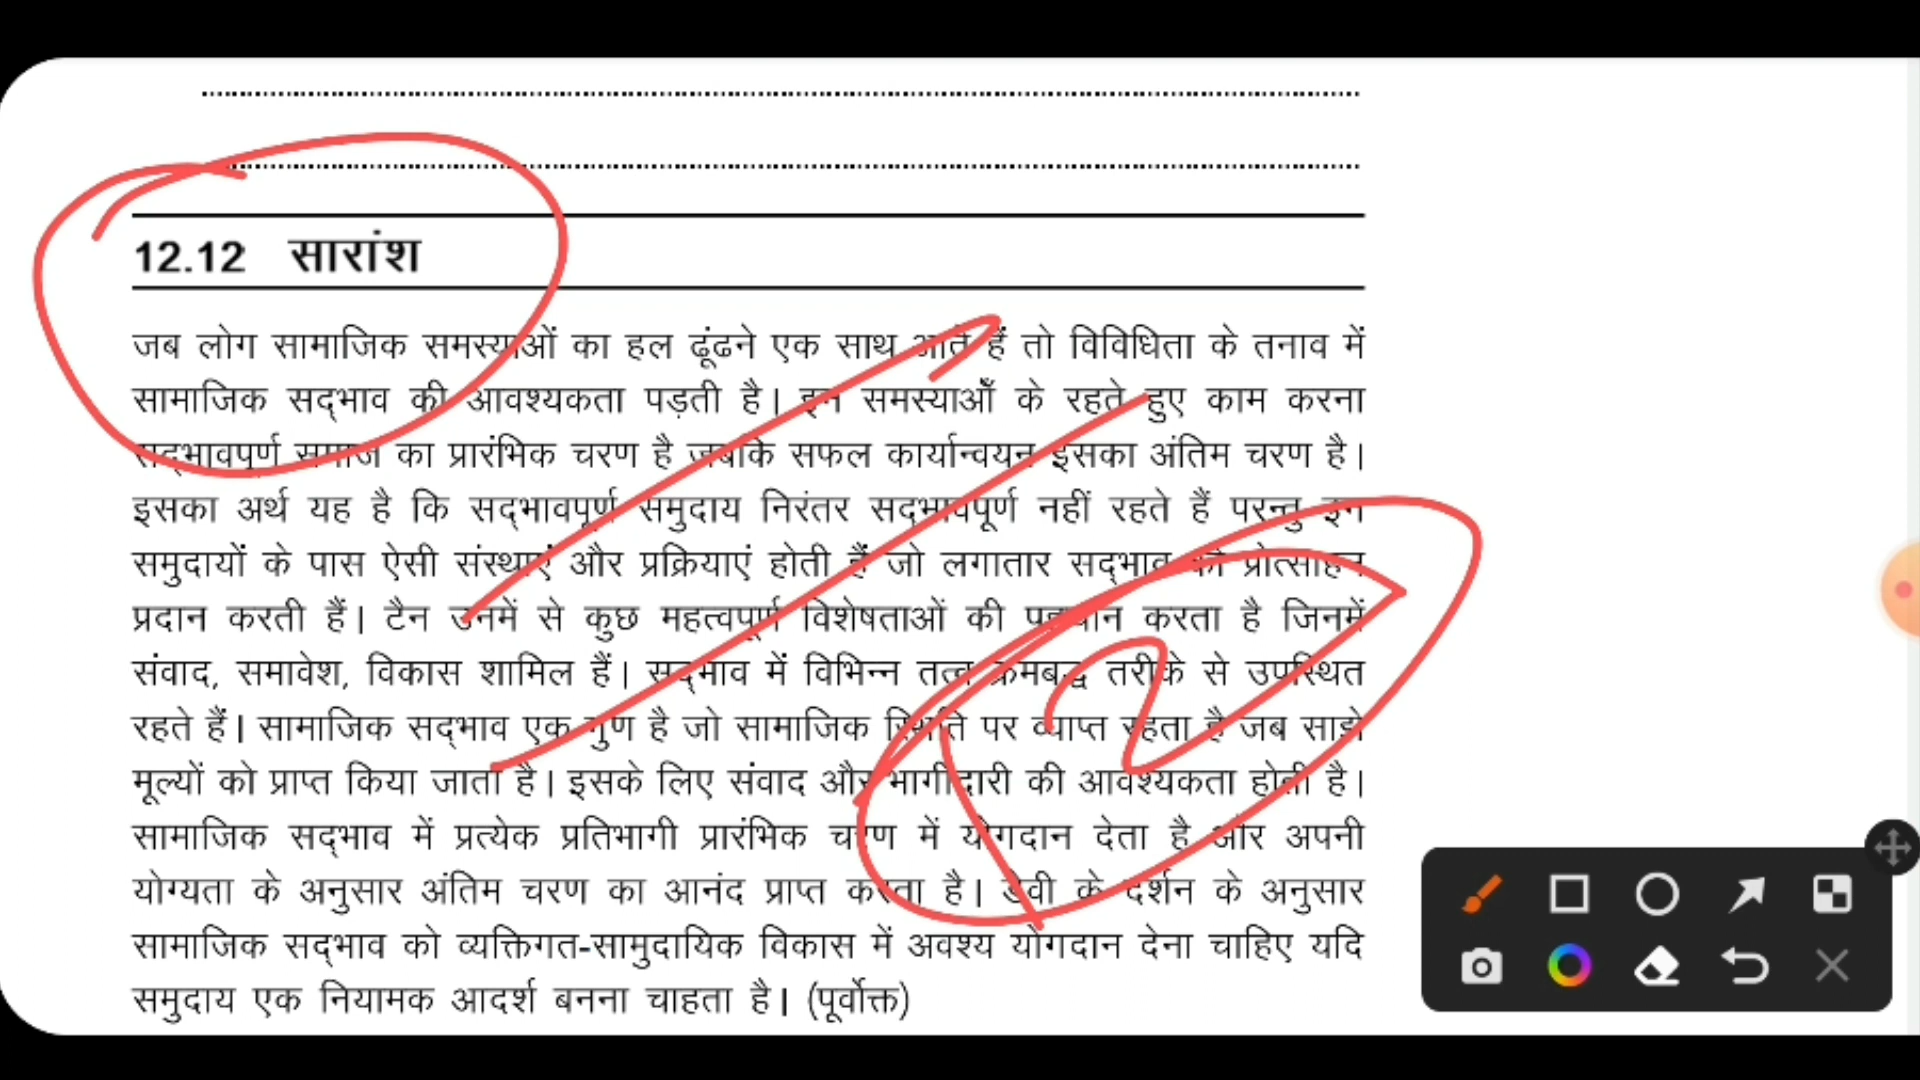 12.12 सारांश
जब लोग सामाजिक समस्याओं का हल ढूंढने एक साथ आते हैं तो विविधिता के तनाव में
सामाजिक सद्भाव की आवश्यकता पड़ती है। इन समस्याओं के रहते हुए काम करना
सद्भावपूर्ण समाज का प्रारंभिक चरण है जबकि सफल कार्यान्वयन इसका अंतिम चरण है।
इसका अर्थ यह है कि सद्भावपूर्ण समुदाय निरंतर सद्भावपूर्ण नहीं रहते हैं परन्तु इन
समुदायों के पास ऐसी संस्थाएं और प्रक्रियाएं होती हैं जो लगातार सद्भाव को प्रोत्साहन
प्रदान करती हैं। टैन उनमें से कुछ महत्वपूर्ण विशेषताओं की पहचान करता है जिनमें
संवाद, समावेश, विकास शामिल हैं। सद्भाव में विभिन्न तत्व क्रमबद्ध तरीके से उपस्थित
रहते हैं। सामाजिक सद्भाव एक गुण है जो सामाजिक स्थिति पर व्याप्त रहता है जब साझे
मूल्यों को प्राप्त किया जाता है। इसके लिए संवाद और भागीदारी की आवश्यकता होती है।
सामाजिक सद्भाव में प्रत्येक प्रतिभागी प्रारंभिक चरण में योगदान देता है और अपनी
योग्यता के अनुसार अंतिम चरण का आनंद प्राप्त करता है। डेवी के दर्शन के अनुसार
सामाजिक सद्भाव को व्यक्तिगत-सामुदायिक विकास में अवश्य योगदान देना चाहिए यदि
समुदाय एक नियामक आदर्श बनना चाहता है। (पूर्वोक्त)